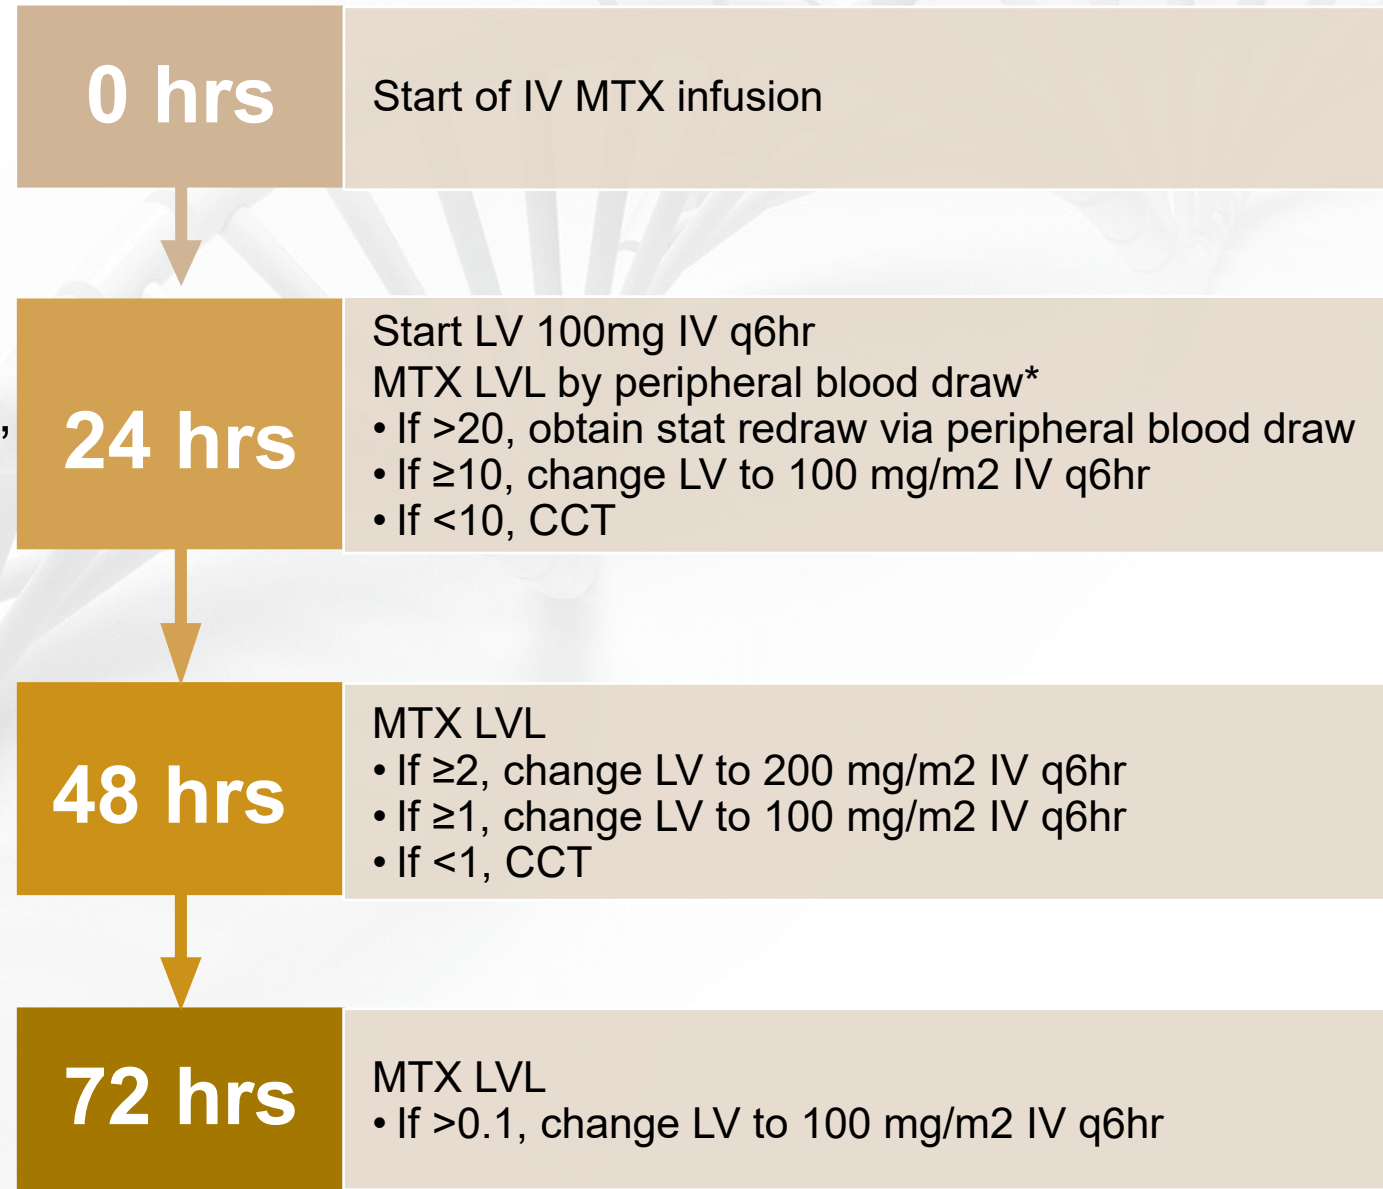 0 hrs
Start of IV MTX infusion
,
24 hrs
Start LV 100mg IV q6hr
MTX LVL by peripheral blood draw*
• If >20, obtain stat redraw via peripheral blood draw
• If ≥10, change LV to 100 mg/m2 IV q6hr
• If <10, CCT
48 hrs
MTX LVL
• If ≥2, change LV to 200 mg/m2 IV q6hr
• If ≥1, change LV to 100 mg/m2 IV q6hr
• If <1, CCT
72 hrs
MTX LVL
• If >0.1, change LV to 100 mg/m2 IV q6hr